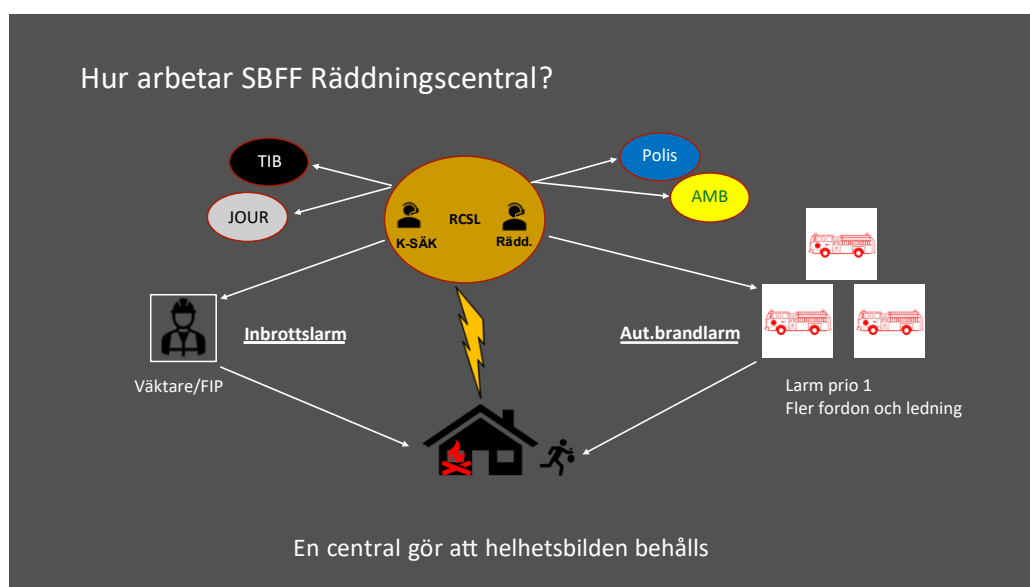 Hur arbetar SBFF Räddningscentral?
TIB
JOUR
Polis
AMB
RCSL
K-SÄK
Rädd.
Inbrottslarm
Aut.brandlarm
Väktare/FIP
Larm prio 1
Fler fordon och ledning
En central gör att helhetsbilden behålls